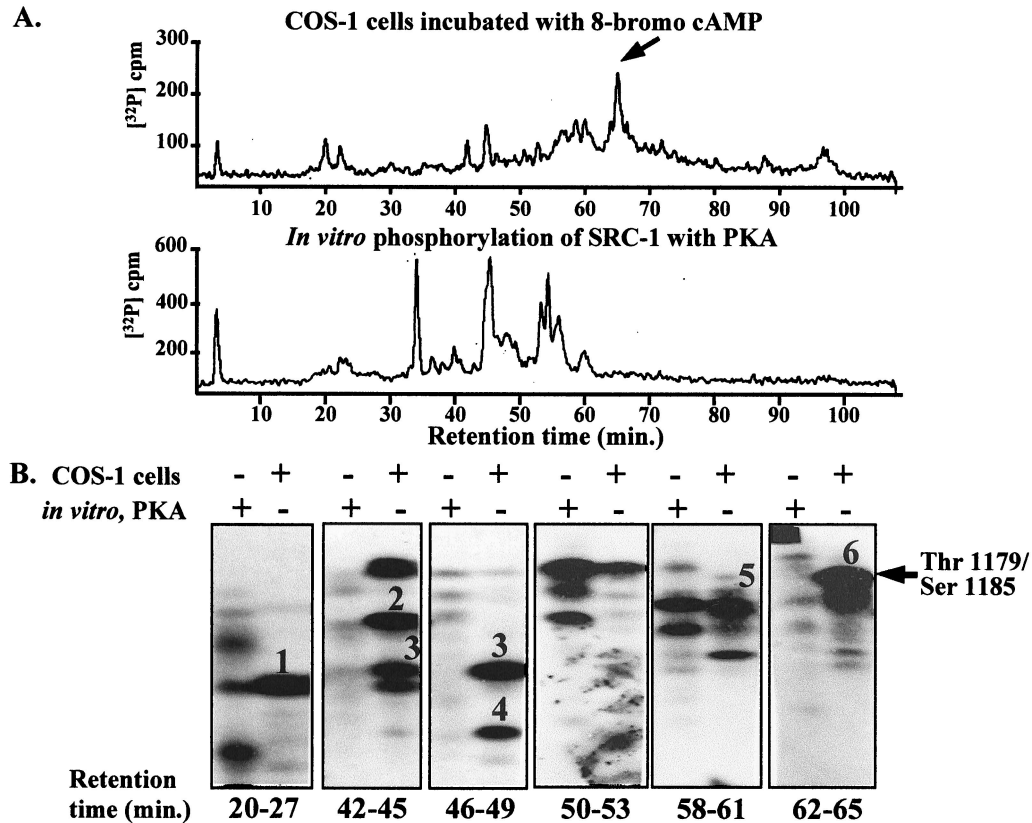 A.
COS-1 cells incubated with 8-bromo cAMP
[32P] cpm
300
200
100
10 20 30 40 50 60 70 80 90 100
In vitro phosphorylation of SRC-1 with PKA
[32P] cpm
600
400
200
10 20 30 40 50 60 70 80 90 100
Retention time (min.)
B. COS-1 cells - + - + - + - + - + - +
in vitro, PKA + - + - + - + - + - + -
1
2
3
3
4
5
6
Thr 1179/
Ser 1185
Retention
time (min.) 20-27 42-45 46-49 50-53 58-61 62-65